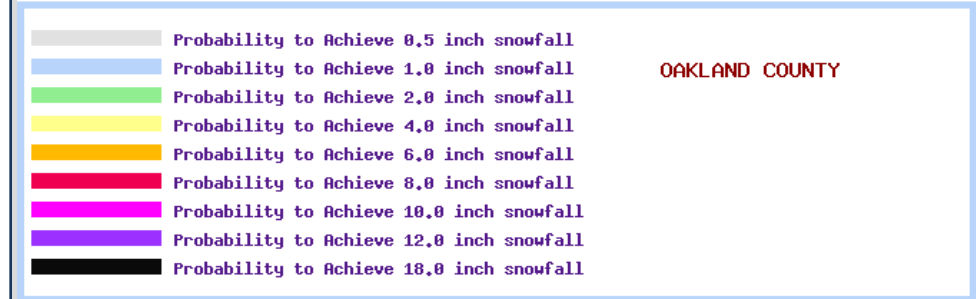 Probability to Achieve 0.5 inch snowfall
Probability to Achieve 1.0 inch snowfall
OAKLAND COUNTY
Probability to Achieve 2.0 inch snowfall
Probability to Achieve 4.0 inch snowfall
Probability to Achieve 6.0 inch snowfall
Probability to Achieve 8.0 inch snowfall
Probability to Achieve 10.0 inch snowfall
Probability to Achieve 12.0 inch snowfall
Probability to Achieve 18.0 inch snowfall